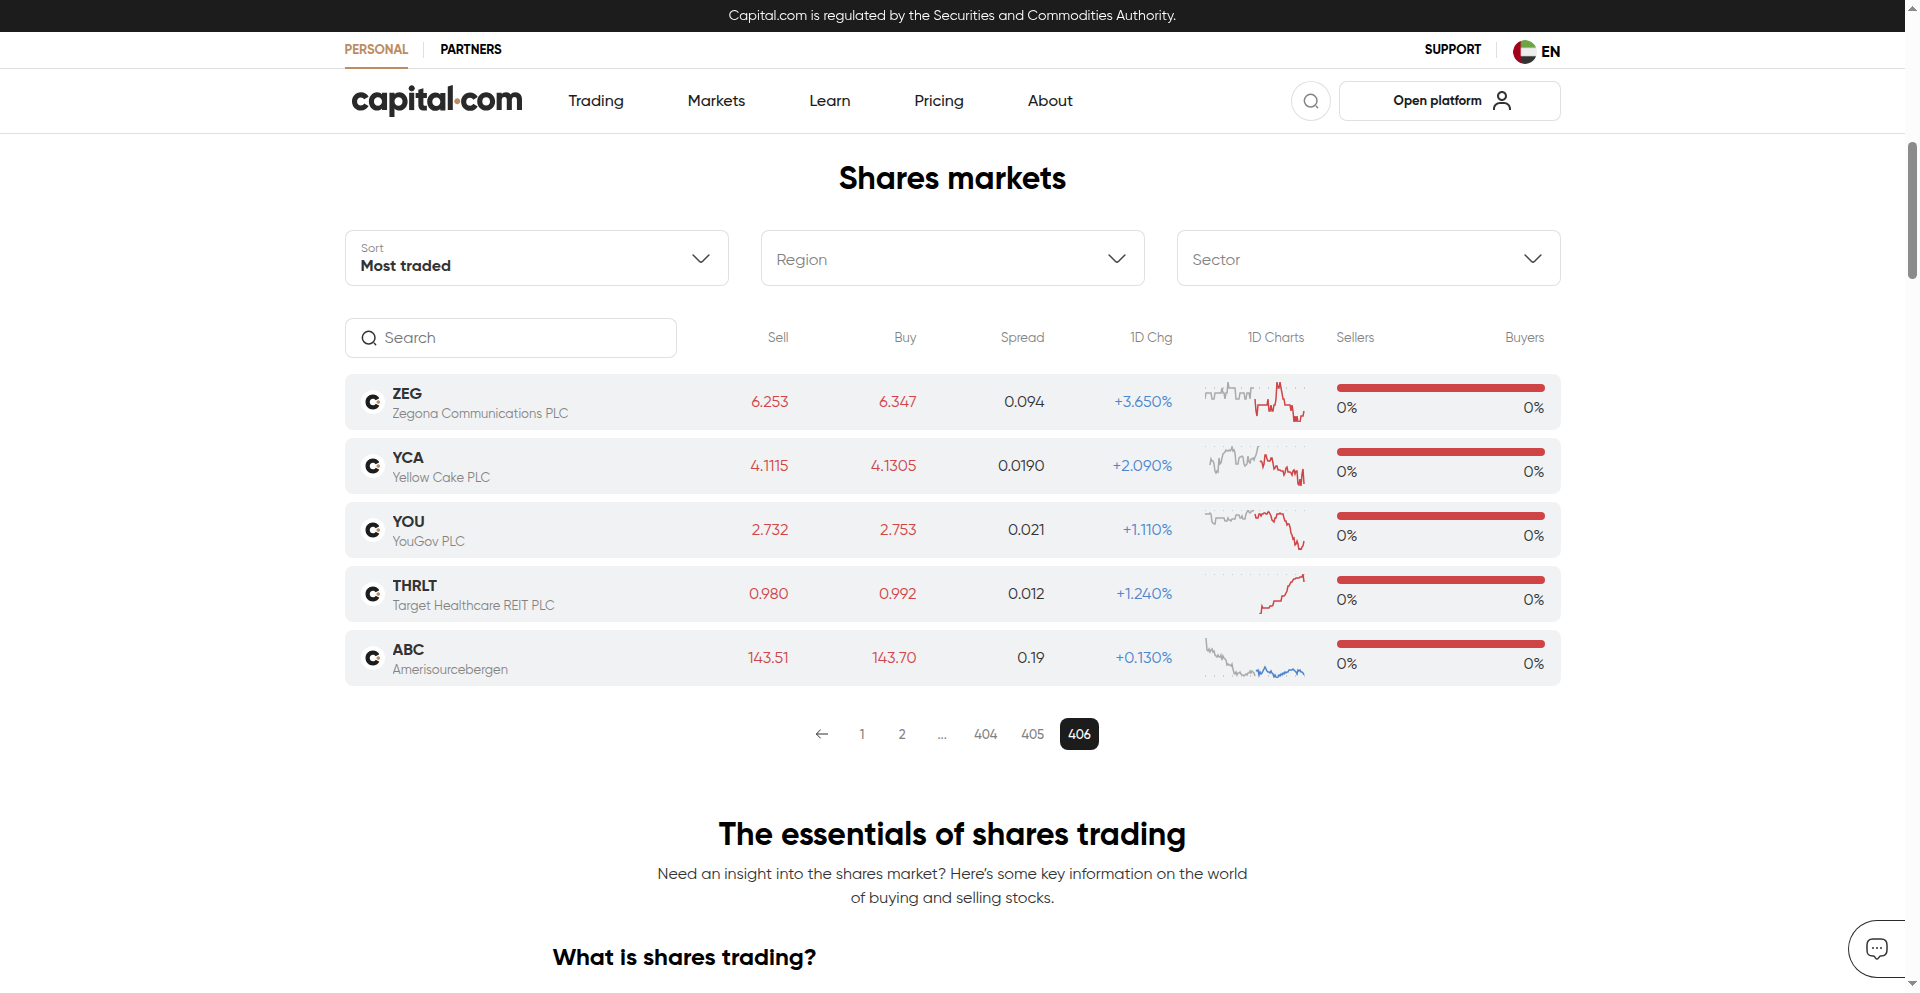 Capital.com is regulated by the Securities and Commodities Authority.
PERSONAL PARTNERS SUPPORT EN
capital.com Trading Markets Learn Pricing About Open platform
Shares markets
Sort
Most traded
Region
Sector
Search Sell Buy Spread 1D Chg 1D Charts Sellers Buyers
ZEG
Zegona Communications PLC
6.253 6.347 0.094 +3.650% 0% 0%
YCA
Yellow Cake PLC
4.1115 4.1305 0.0190 +2.090% 0% 0%
YOU
YouGov PLC
2.732 2.753 0.021 +1.110% 0% 0%
THRLT
Target Healthcare REIT PLC
0.980 0.992 0.012 +1.240% 0% 0%
ABC
Amerisourcebergen
143.51 143.70 0.19 +0.130% 0% 0%
1 2 ... 404 405 406
The essentials of shares trading
Need an insight into the shares market? Here's some key information on the world
of buying and selling stocks.
What is shares trading?